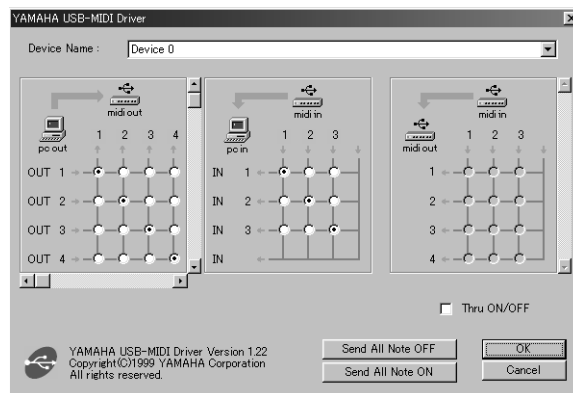 YAMAHA USB-MIDI Driver
Device Name : Device 0
midi out
pc out
1 2 3 4
OUT 1
OUT 2
OUT 3
OUT 4
midi in
pc in
1 2 3
IN 1
IN 2
IN 3
IN
midi in
midi out
1 2 3
1
2
3
4
Thru ON/OFF
YAMAHA USB-MIDI Driver Version 1.22
Copyright(C)1999 YAMAHA Corporation
All rights reserved.
Send All Note OFF
Send All Note ON
OK
Cancel